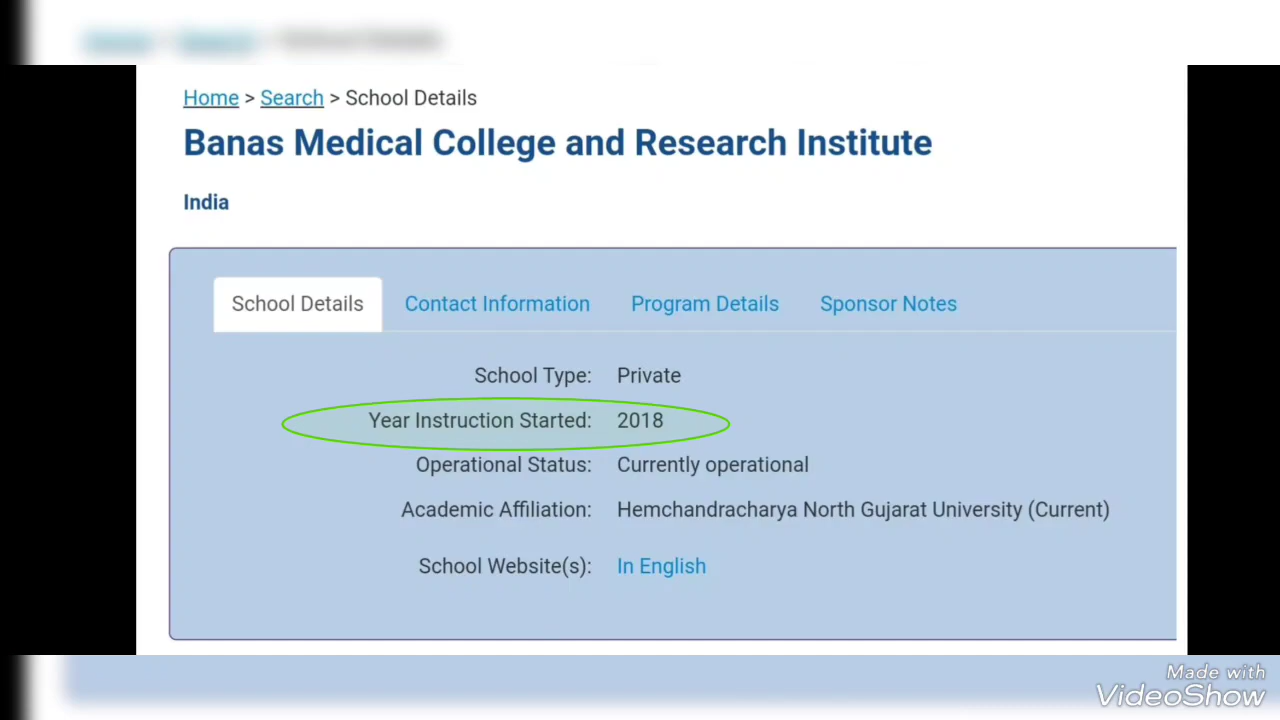 Home > Search > School Details
Banas Medical College and Research Institute
India
School Details Contact Information Program Details Sponsor Notes
School Type: Private
Year Instruction Started: 2018
Operational Status: Currently operational
Academic Affiliation: Hemchandracharya North Gujarat University (Current)
School Website(s): In English
Made with
VideoShow